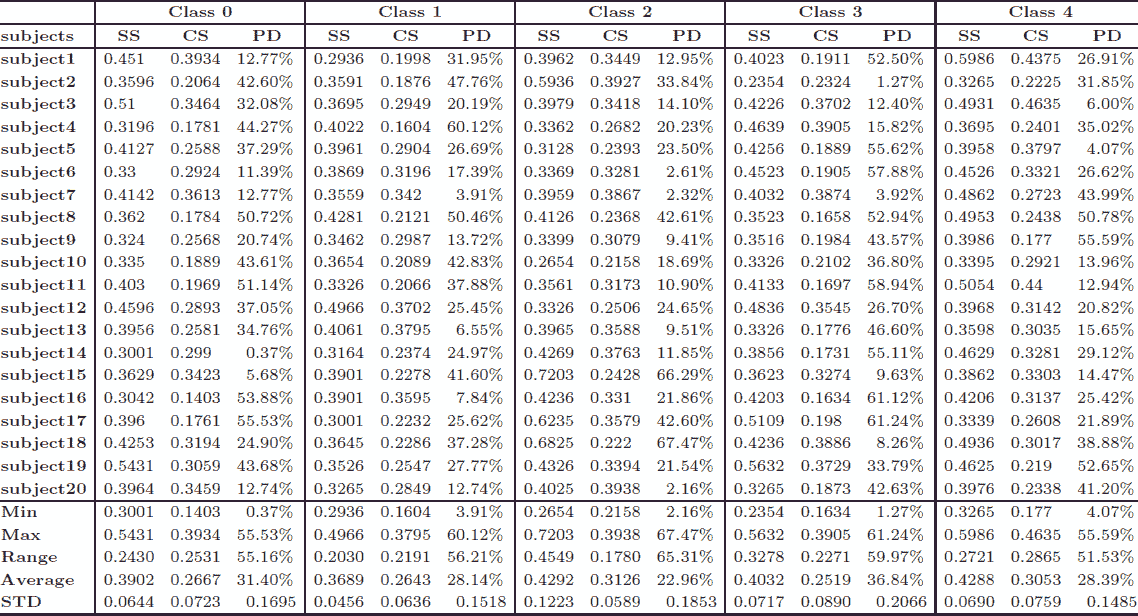 Class 0 Class 1 Class 2 Class 3 Class 4
subjects SS CS PD SS CS PD SS CS PD SS CS PD SS CS PD
subject1 0.451 0.3934 12.77% 0.2936 0.1998 31.95% 0.3962 0.3449 12.95% 0.4023 0.1911 52.50% 0.5986 0.4375 26.91%
subject2 0.3596 0.2064 42.60% 0.3591 0.1876 47.76% 0.5936 0.3927 33.84% 0.2354 0.2324 1.27% 0.3265 0.2225 31.85%
subject3 0.51 0.3464 32.08% 0.3695 0.2949 20.19% 0.3979 0.3418 14.10% 0.4226 0.3702 12.40% 0.4931 0.4635 6.00%
subject4 0.3196 0.1781 44.27% 0.4022 0.1604 60.12% 0.3362 0.2682 20.23% 0.4639 0.3905 15.82% 0.3695 0.2401 35.02%
subject5 0.4127 0.2588 37.29% 0.3961 0.2904 26.69% 0.3128 0.2393 23.50% 0.4256 0.1889 55.62% 0.3958 0.3797 4.07%
subject6 0.33 0.2924 11.39% 0.3869 0.3196 17.39% 0.3369 0.3281 2.61% 0.4523 0.1905 57.88% 0.4526 0.3321 26.62%
subject7 0.4142 0.3613 12.77% 0.3559 0.342 3.91% 0.3959 0.3867 2.32% 0.4032 0.3874 3.92% 0.4862 0.2723 43.99%
subject8 0.362 0.1784 50.72% 0.4281 0.2121 50.46% 0.4126 0.2368 42.61% 0.3523 0.1658 52.94% 0.4953 0.2438 50.78%
subject9 0.324 0.2568 20.74% 0.3462 0.2987 13.72% 0.3399 0.3079 9.41% 0.3516 0.1984 43.57% 0.3986 0.177 55.59%
subject10 0.335 0.1889 43.61% 0.3654 0.2089 42.83% 0.2654 0.2158 18.69% 0.3326 0.2102 36.80% 0.3395 0.2921 13.96%
subject11 0.403 0.1969 51.14% 0.3326 0.2066 37.88% 0.3561 0.3173 10.90% 0.4133 0.1697 58.94% 0.5054 0.44 12.94%
subject12 0.4596 0.2893 37.05% 0.4966 0.3702 25.45% 0.3326 0.2506 24.65% 0.4836 0.3545 26.70% 0.3968 0.3142 20.82%
subject13 0.3956 0.2581 34.76% 0.4061 0.3795 6.55% 0.3965 0.3588 9.51% 0.3326 0.1776 46.60% 0.3598 0.3035 15.65%
subject14 0.3001 0.299 0.37% 0.3164 0.2374 24.97% 0.4269 0.3763 11.85% 0.3856 0.1731 55.11% 0.4629 0.3281 29.12%
subject15 0.3629 0.3423 5.68% 0.3901 0.2278 41.60% 0.7203 0.2428 66.29% 0.3623 0.3274 9.63% 0.3862 0.3303 14.47%
subject16 0.3042 0.1403 53.88% 0.3901 0.3595 7.84% 0.4236 0.331 21.86% 0.4203 0.1634 61.12% 0.4206 0.3137 25.42%
subject17 0.396 0.1761 55.53% 0.3001 0.2232 25.62% 0.6235 0.3579 42.60% 0.5109 0.198 61.24% 0.3339 0.2608 21.89%
subject18 0.4253 0.3194 24.90% 0.3645 0.2286 37.28% 0.6825 0.222 67.47% 0.4236 0.3886 8.26% 0.4936 0.3017 38.88%
subject19 0.5431 0.3059 43.68% 0.3526 0.2547 27.77% 0.4326 0.3394 21.54% 0.5632 0.3729 33.79% 0.4625 0.219 52.65%
subject20 0.3964 0.3459 12.74% 0.3265 0.2849 12.74% 0.4025 0.3938 2.16% 0.3265 0.1873 42.63% 0.3976 0.2338 41.20%
Min 0.3001 0.1403 0.37% 0.2936 0.1604 3.91% 0.2654 0.2158 2.16% 0.2354 0.1634 1.27% 0.3265 0.177 4.07%
Max 0.5431 0.3934 55.53% 0.4966 0.3795 60.12% 0.7203 0.3938 67.47% 0.5632 0.3905 61.24% 0.5986 0.4635 55.59%
Range 0.2430 0.2531 55.16% 0.2030 0.2191 56.21% 0.4549 0.1780 65.31% 0.3278 0.2271 59.97% 0.2721 0.2865 51.53%
Average 0.3902 0.2667 31.40% 0.3689 0.2643 28.14% 0.4292 0.3126 22.96% 0.4032 0.2519 36.84% 0.4288 0.3053 28.39%
STD 0.0644 0.0723 0.1695 0.0456 0.0636 0.1518 0.1223 0.0589 0.1853 0.0717 0.0890 0.2066 0.0690 0.0759 0.1485